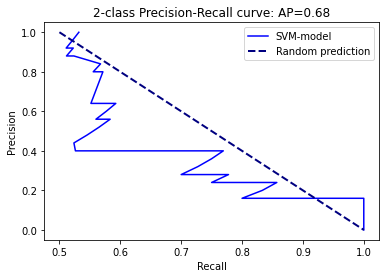 2-class Precision-Recall curve: AP=0.68
SVM-model
Random prediction
Precision
1.0
0.8
0.6
0.4
0.2
0.0
0.5 0.6 0.7 0.8 0.9 1.0
Recall